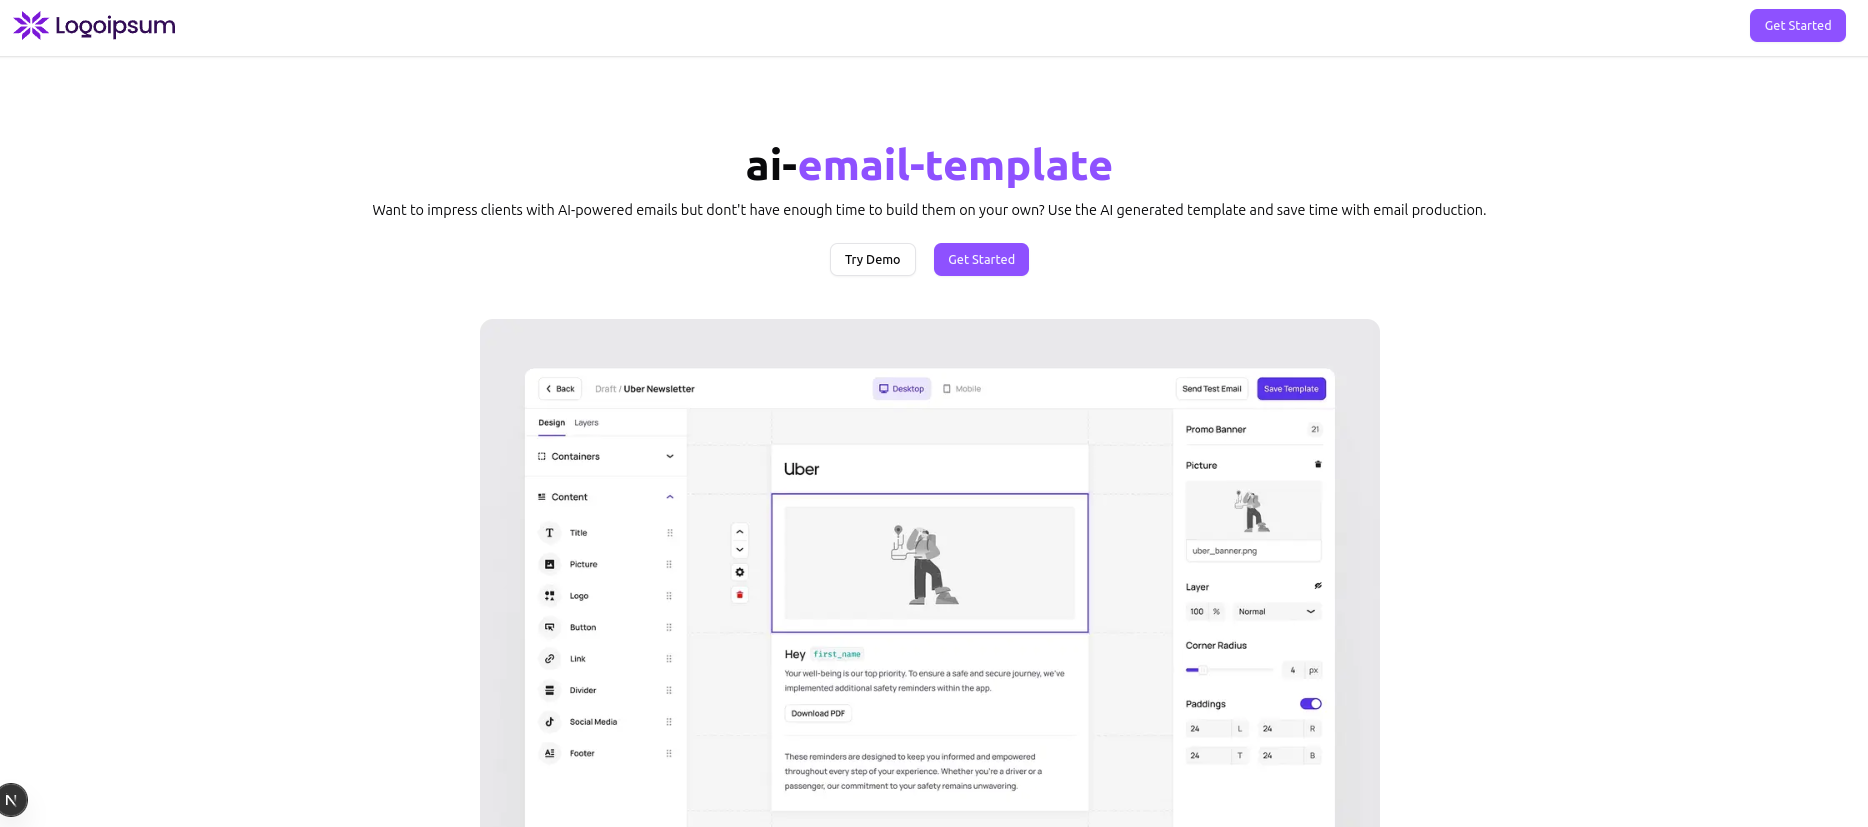 Logoipsum
Get Started
ai-email-template
Want to impress clients with AI-powered emails but dont't have enough time to build them on your own? Use the AI generated template and save time with email production.
Try Demo
Get Started
Back
Draft / Uber Newsletter
Desktop
Mobile
Send Test Email
Save Template
Design
Layers
Containers
Content
Title
Picture
Logo
Button
Link
Divider
Social Media
Footer
Uber
Hey first_name
Your well-being is our top priority. To ensure a safe and secure journey, we've
implemented additional safety reminders within the app.
Download PDF
These reminders are designed to keep you informed and empowered
throughout every step of your experience. Whether you're a driver or a
passenger, our commitment to your safety remains unwavering.
Promo Banner
21
Picture
uber_banner.png
Layer
100 %
Normal
Corner Radius
4 px
Paddings
24 L
24 R
24 T
24 B
N